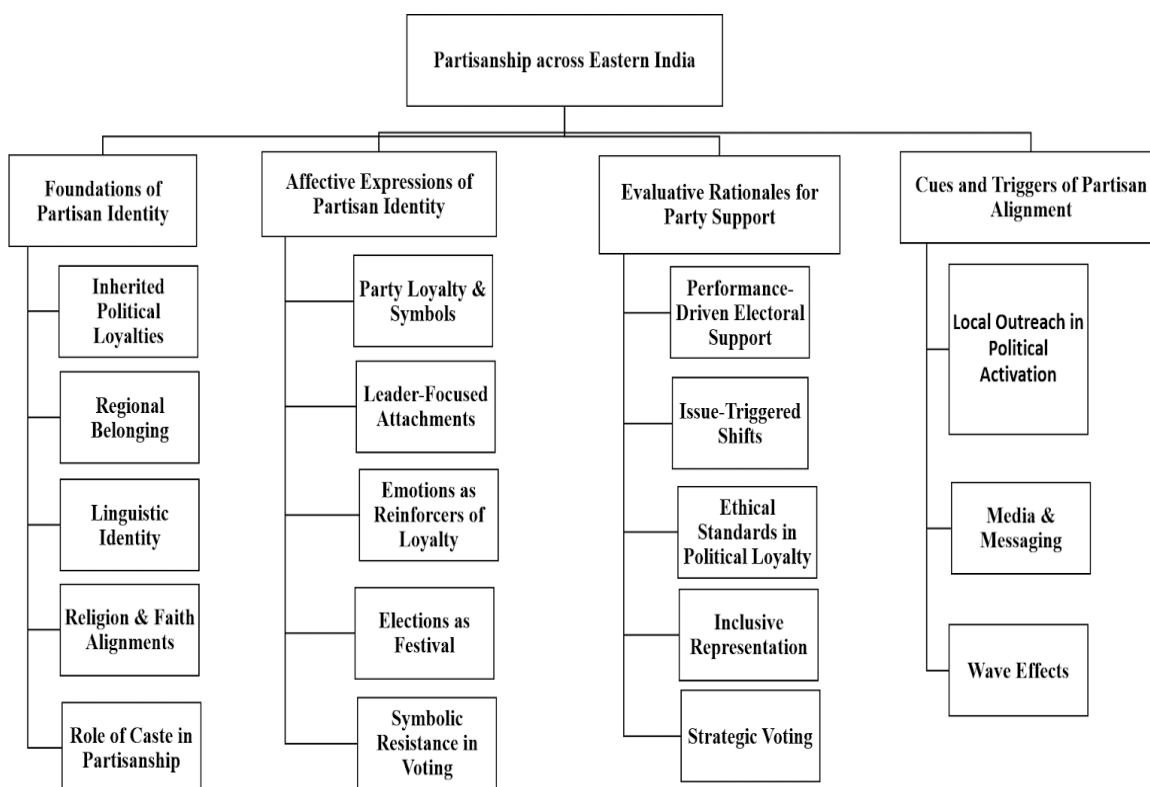 Partisanship across Eastern India
Foundations of
Partisan Identity
Inherited
Political
Loyalties
Regional
Belonging
Linguistic
Identity
Religion & Faith
Alignments
Role of Caste in
Partisanship
Affective Expressions of
Partisan Identity
Party Loyalty &
Symbols
Leader-Focused
Attachments
Emotions as
Reinforcers of
Loyalty
Elections as
Festival
Symbolic
Resistance in
Voting
Evaluative Rationales for
Party Support
Performance-
Driven Electoral
Support
Issue-Triggered
Shifts
Ethical
Standards in
Political Loyalty
Inclusive
Representation
Strategic Voting
Cues and Triggers of Partisan
Alignment
Local Outreach in
Political
Activation
Media &
Messaging
Wave Effects